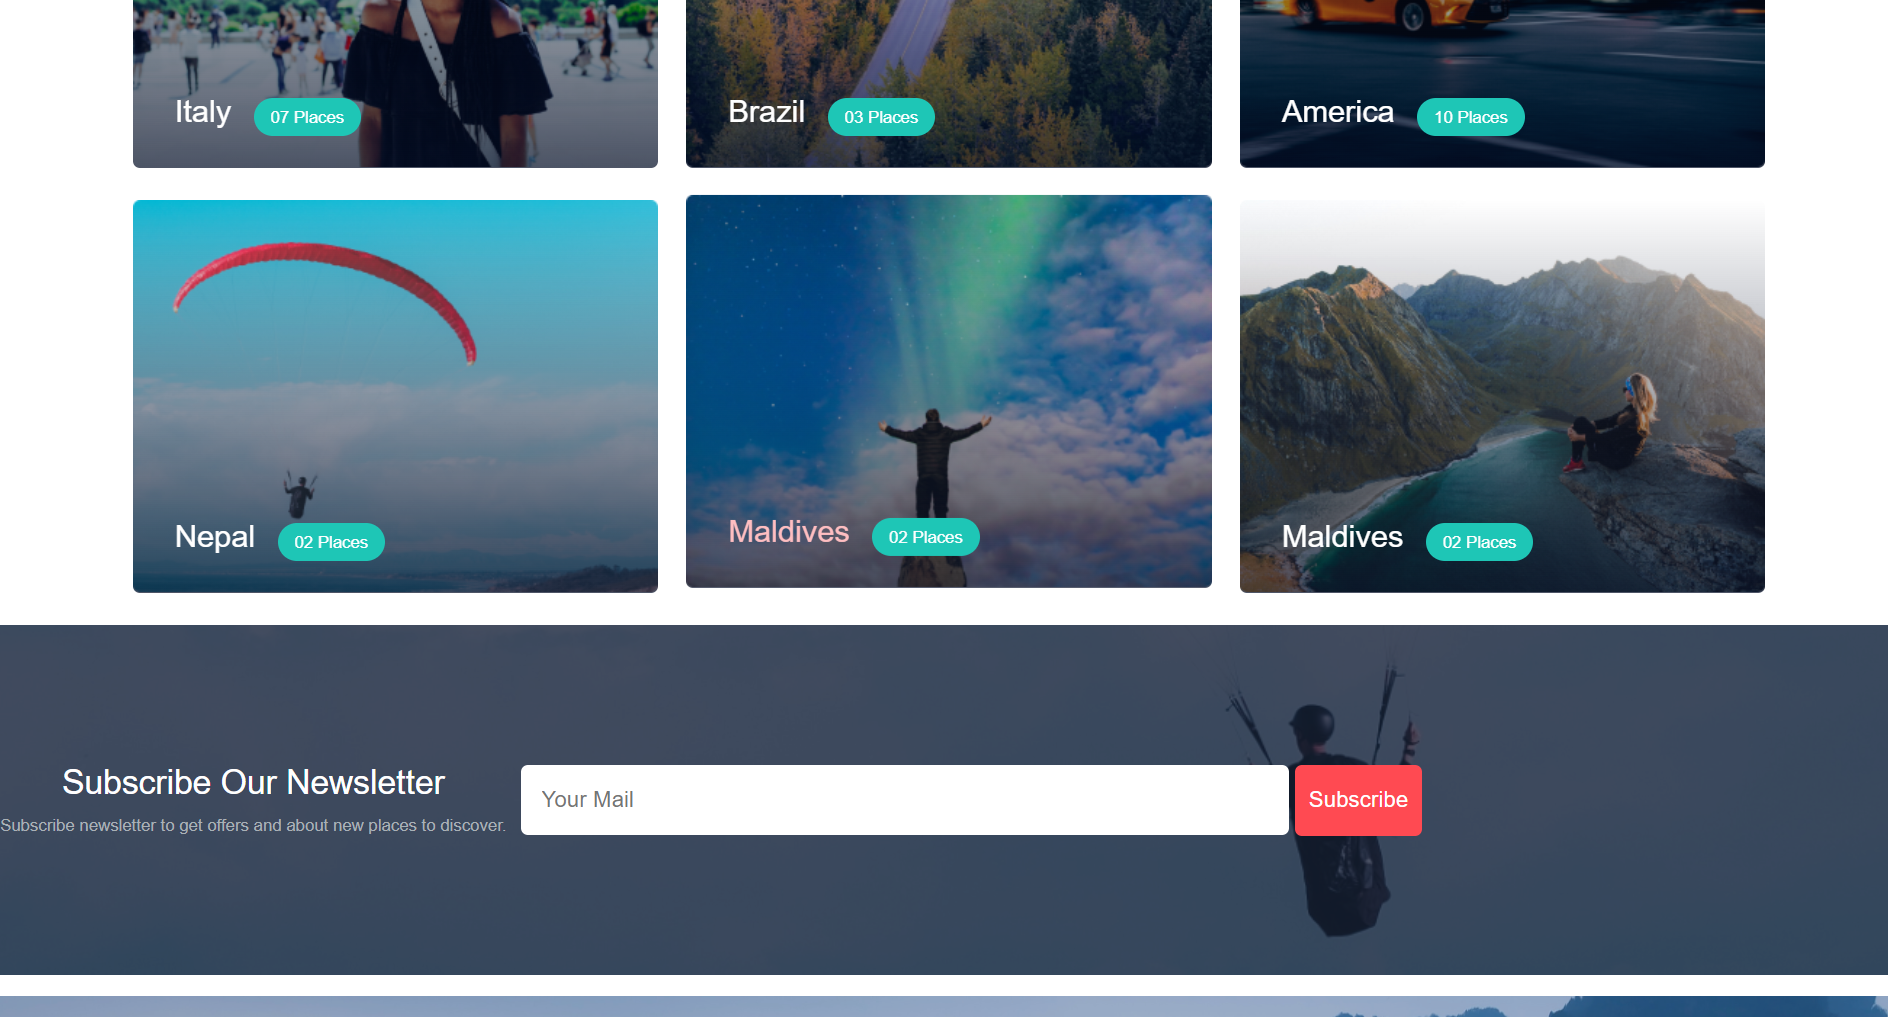 Italy 07 Places
Brazil 03 Places
America 10 Places
Nepal 02 Places
Maldives 02 Places
Maldives 02 Places
Subscribe Our Newsletter
Subscribe newsletter to get offers and about new places to discover.
Your Mail
Subscribe